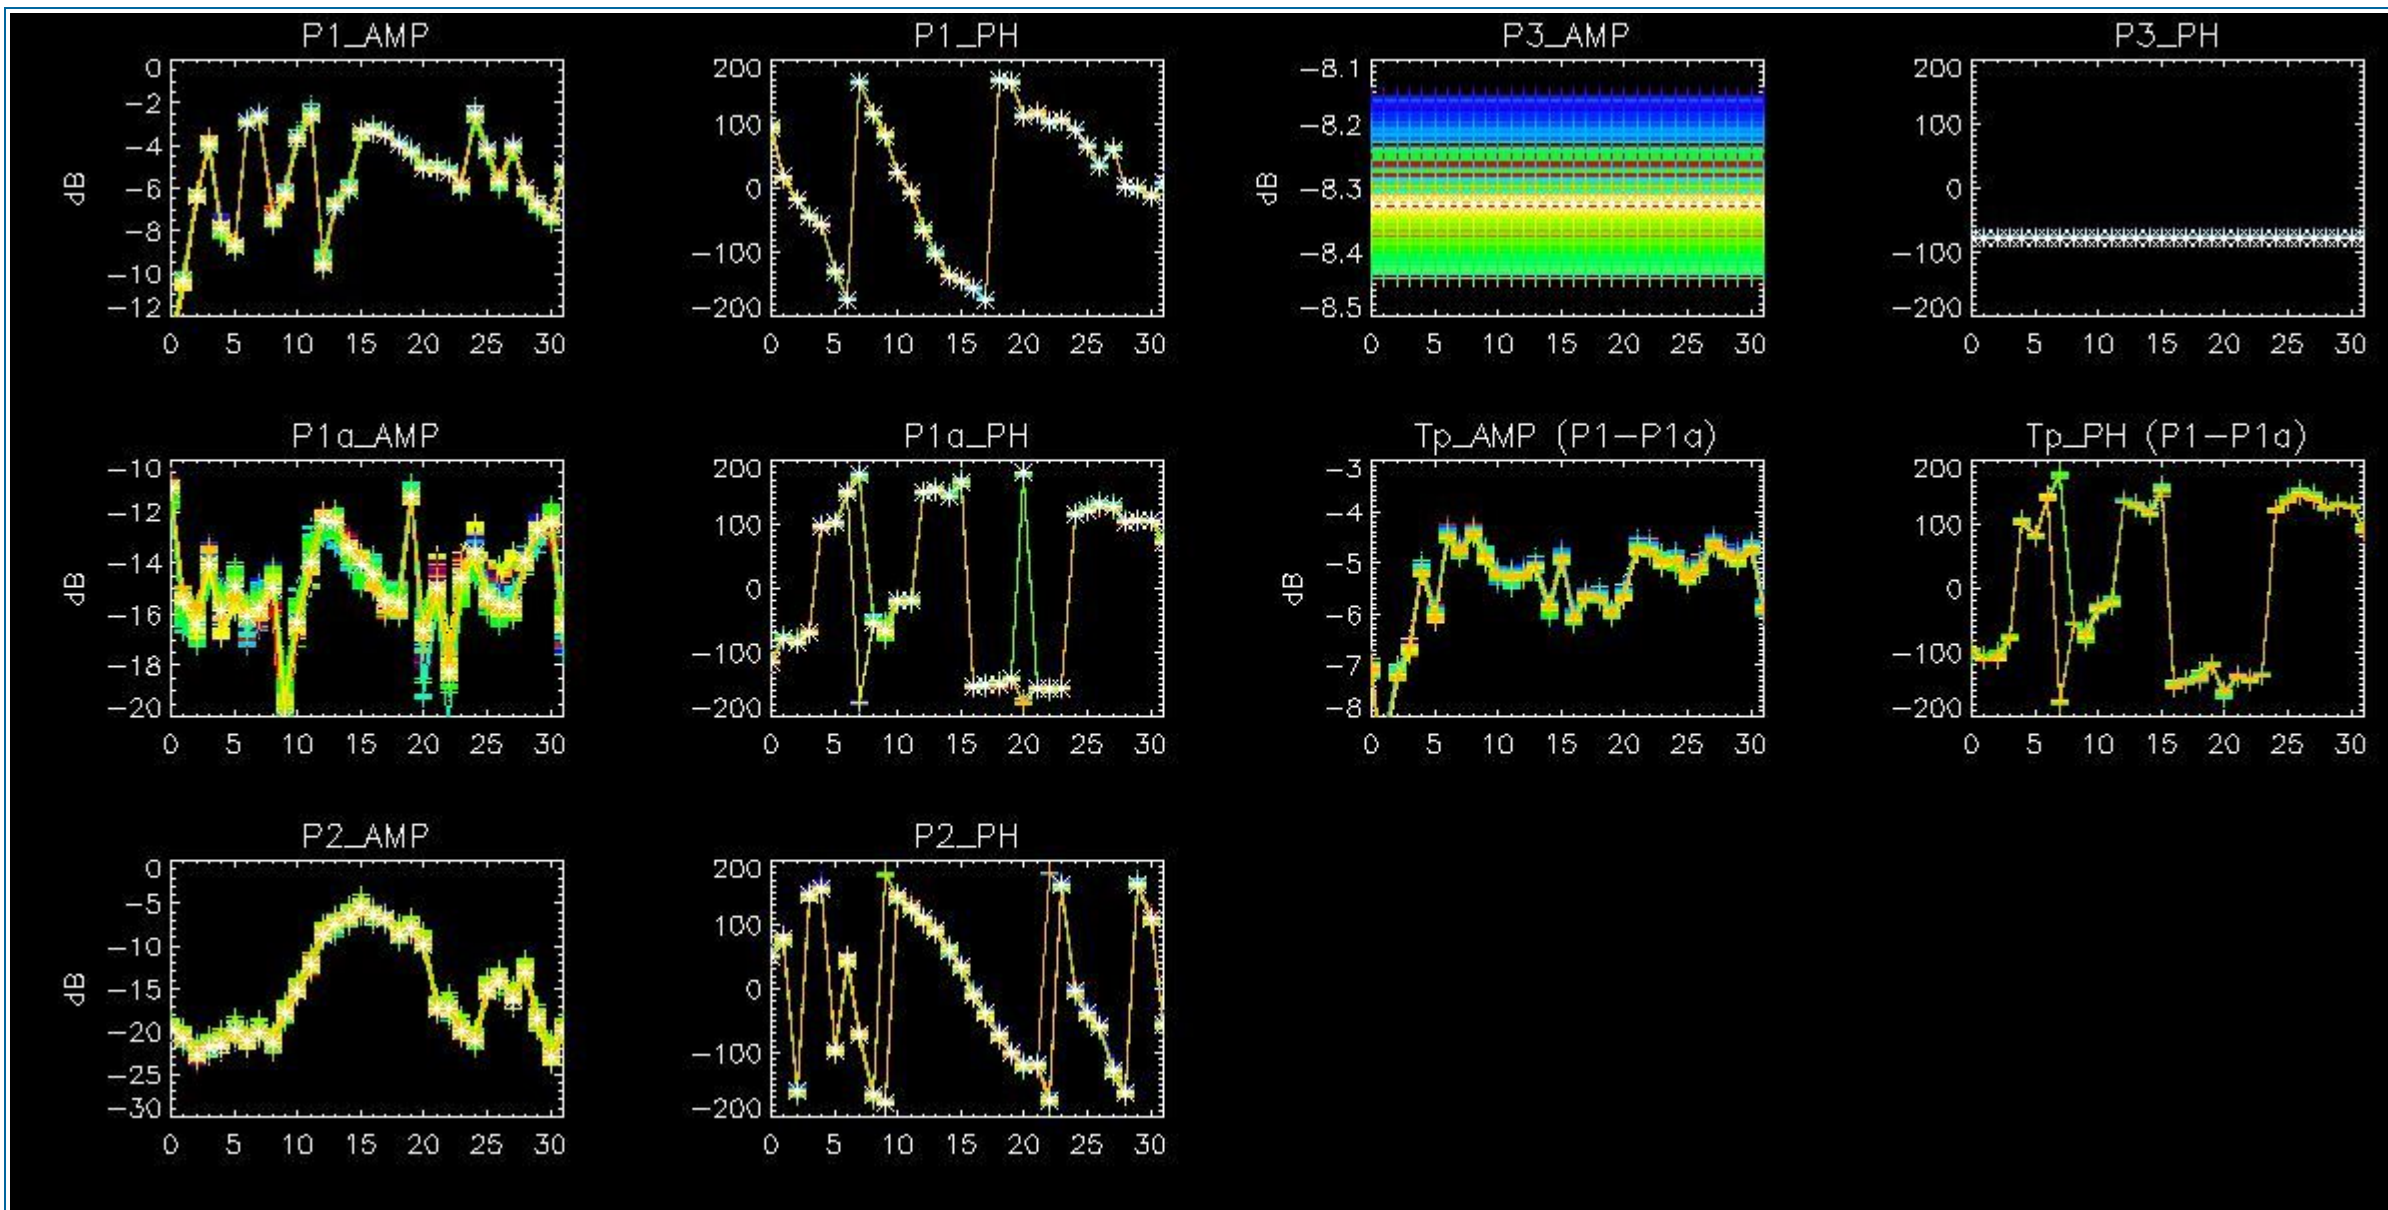 P1_AMP P1_PH P3_AMP P3_PH
0 200 -8.1 200
-2 100 -8.2 100
-4 0 -8.3 0
-6 -100 -8.4 -100
-8 -200 -8.5 -200
-10
-12
dB dB
0 5 10 15 20 25 30 0 5 10 15 20 25 30 0 5 10 15 20 25 30 0 5 10 15 20 25 30
P1a_AMP P1a_PH Tp_AMP (P1-P1a) Tp_PH (P1-P1a)
-10 200 -3 200
-12 100 -4 100
-14 0 -5 0
-16 -100 -6 -100
-18 -200 -7 -200
-20 -8
dB dB
0 5 10 15 20 25 30 0 5 10 15 20 25 30 0 5 10 15 20 25 30 0 5 10 15 20 25 30
P2_AMP P2_PH
0 200
-5 100
-10 0
-15 -100
-20 -200
-25
-30
dB
0 5 10 15 20 25 30 0 5 10 15 20 25 30